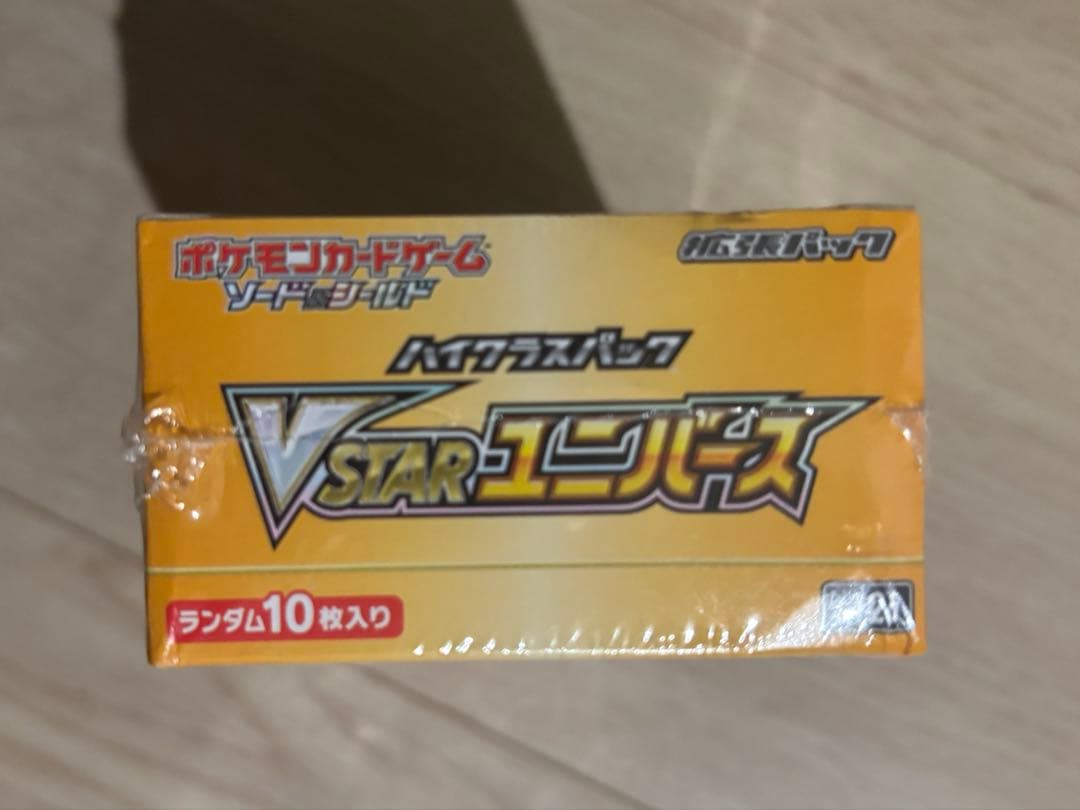 ポケモンカードゲーム
ソード&シールド
拡張パック
ハイクラスパック
VSTARユニバース
ランダム10枚入り